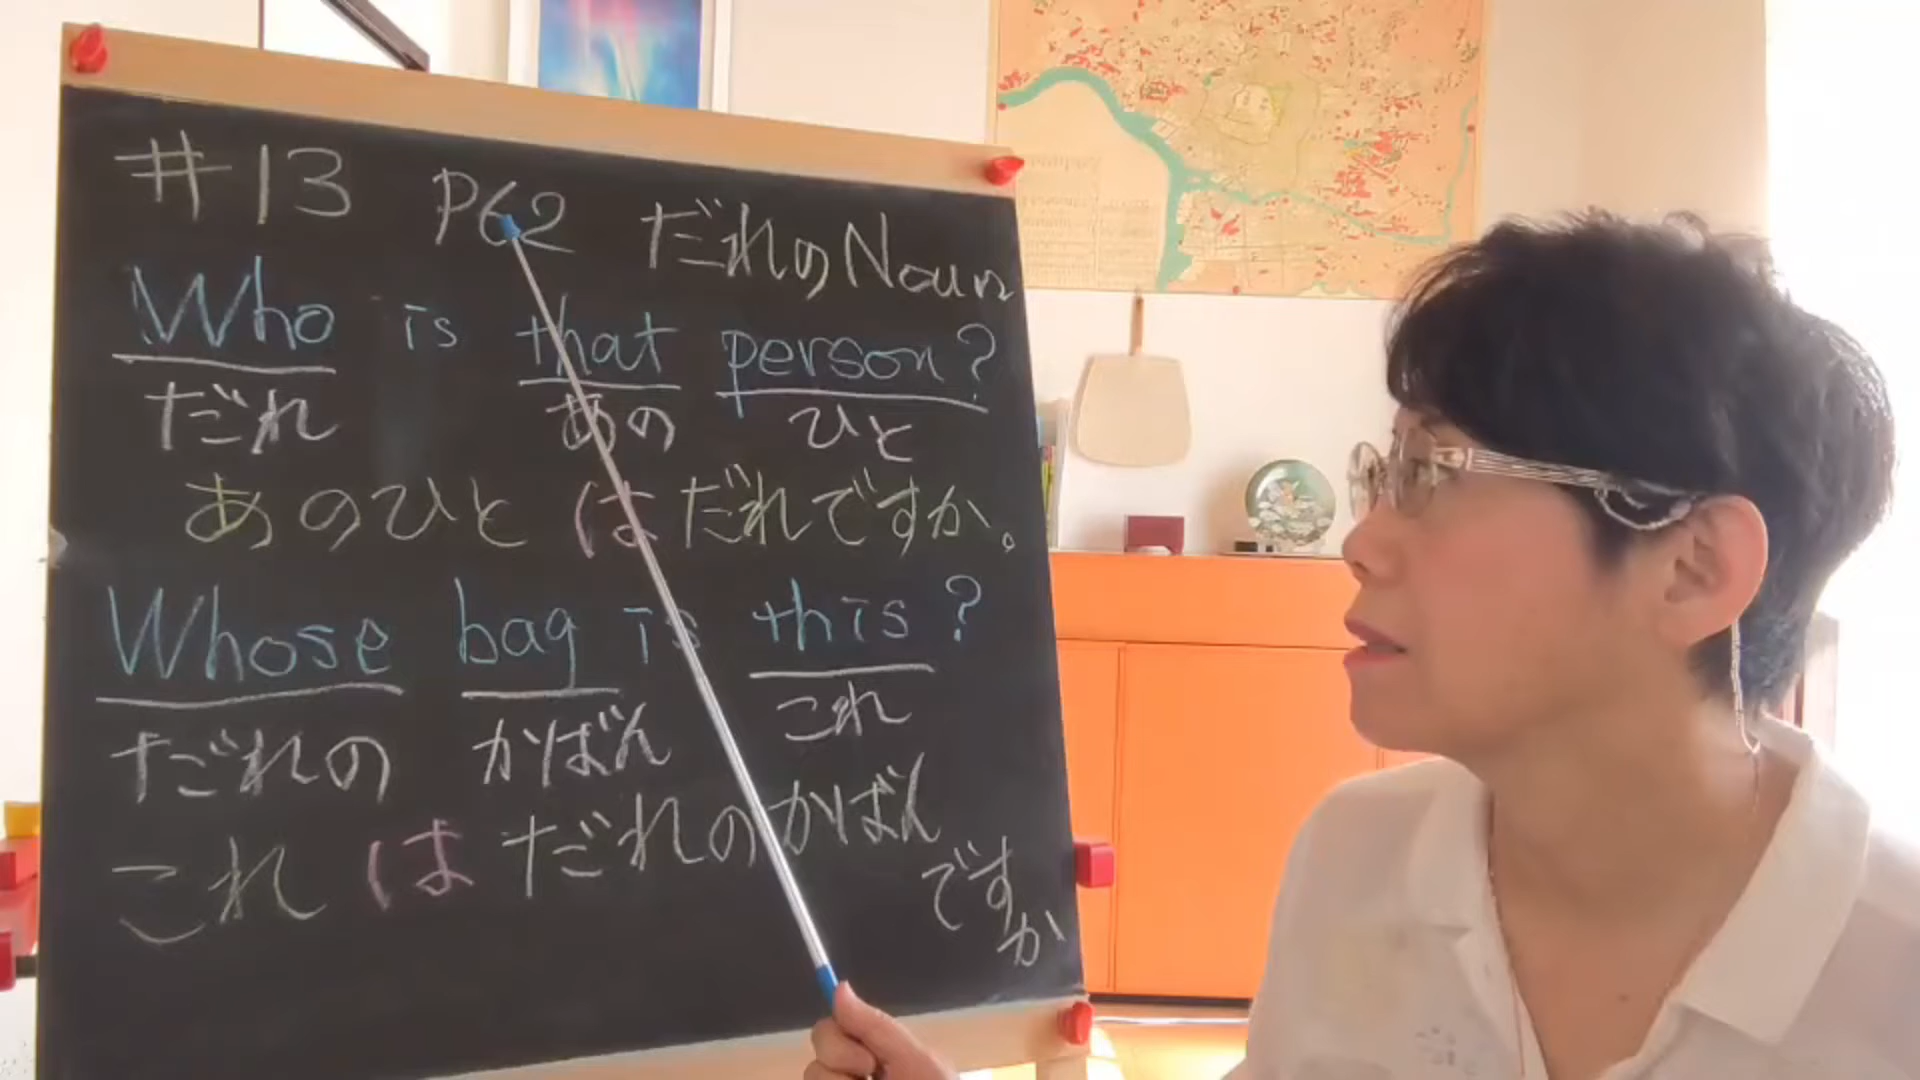 #13 P62 だれのNoun
Who is that person?
だれ あの ひと
あのひとはだれですか。
Whose bag is this?
だれの かばん これ
これはだれのかばん
ですか